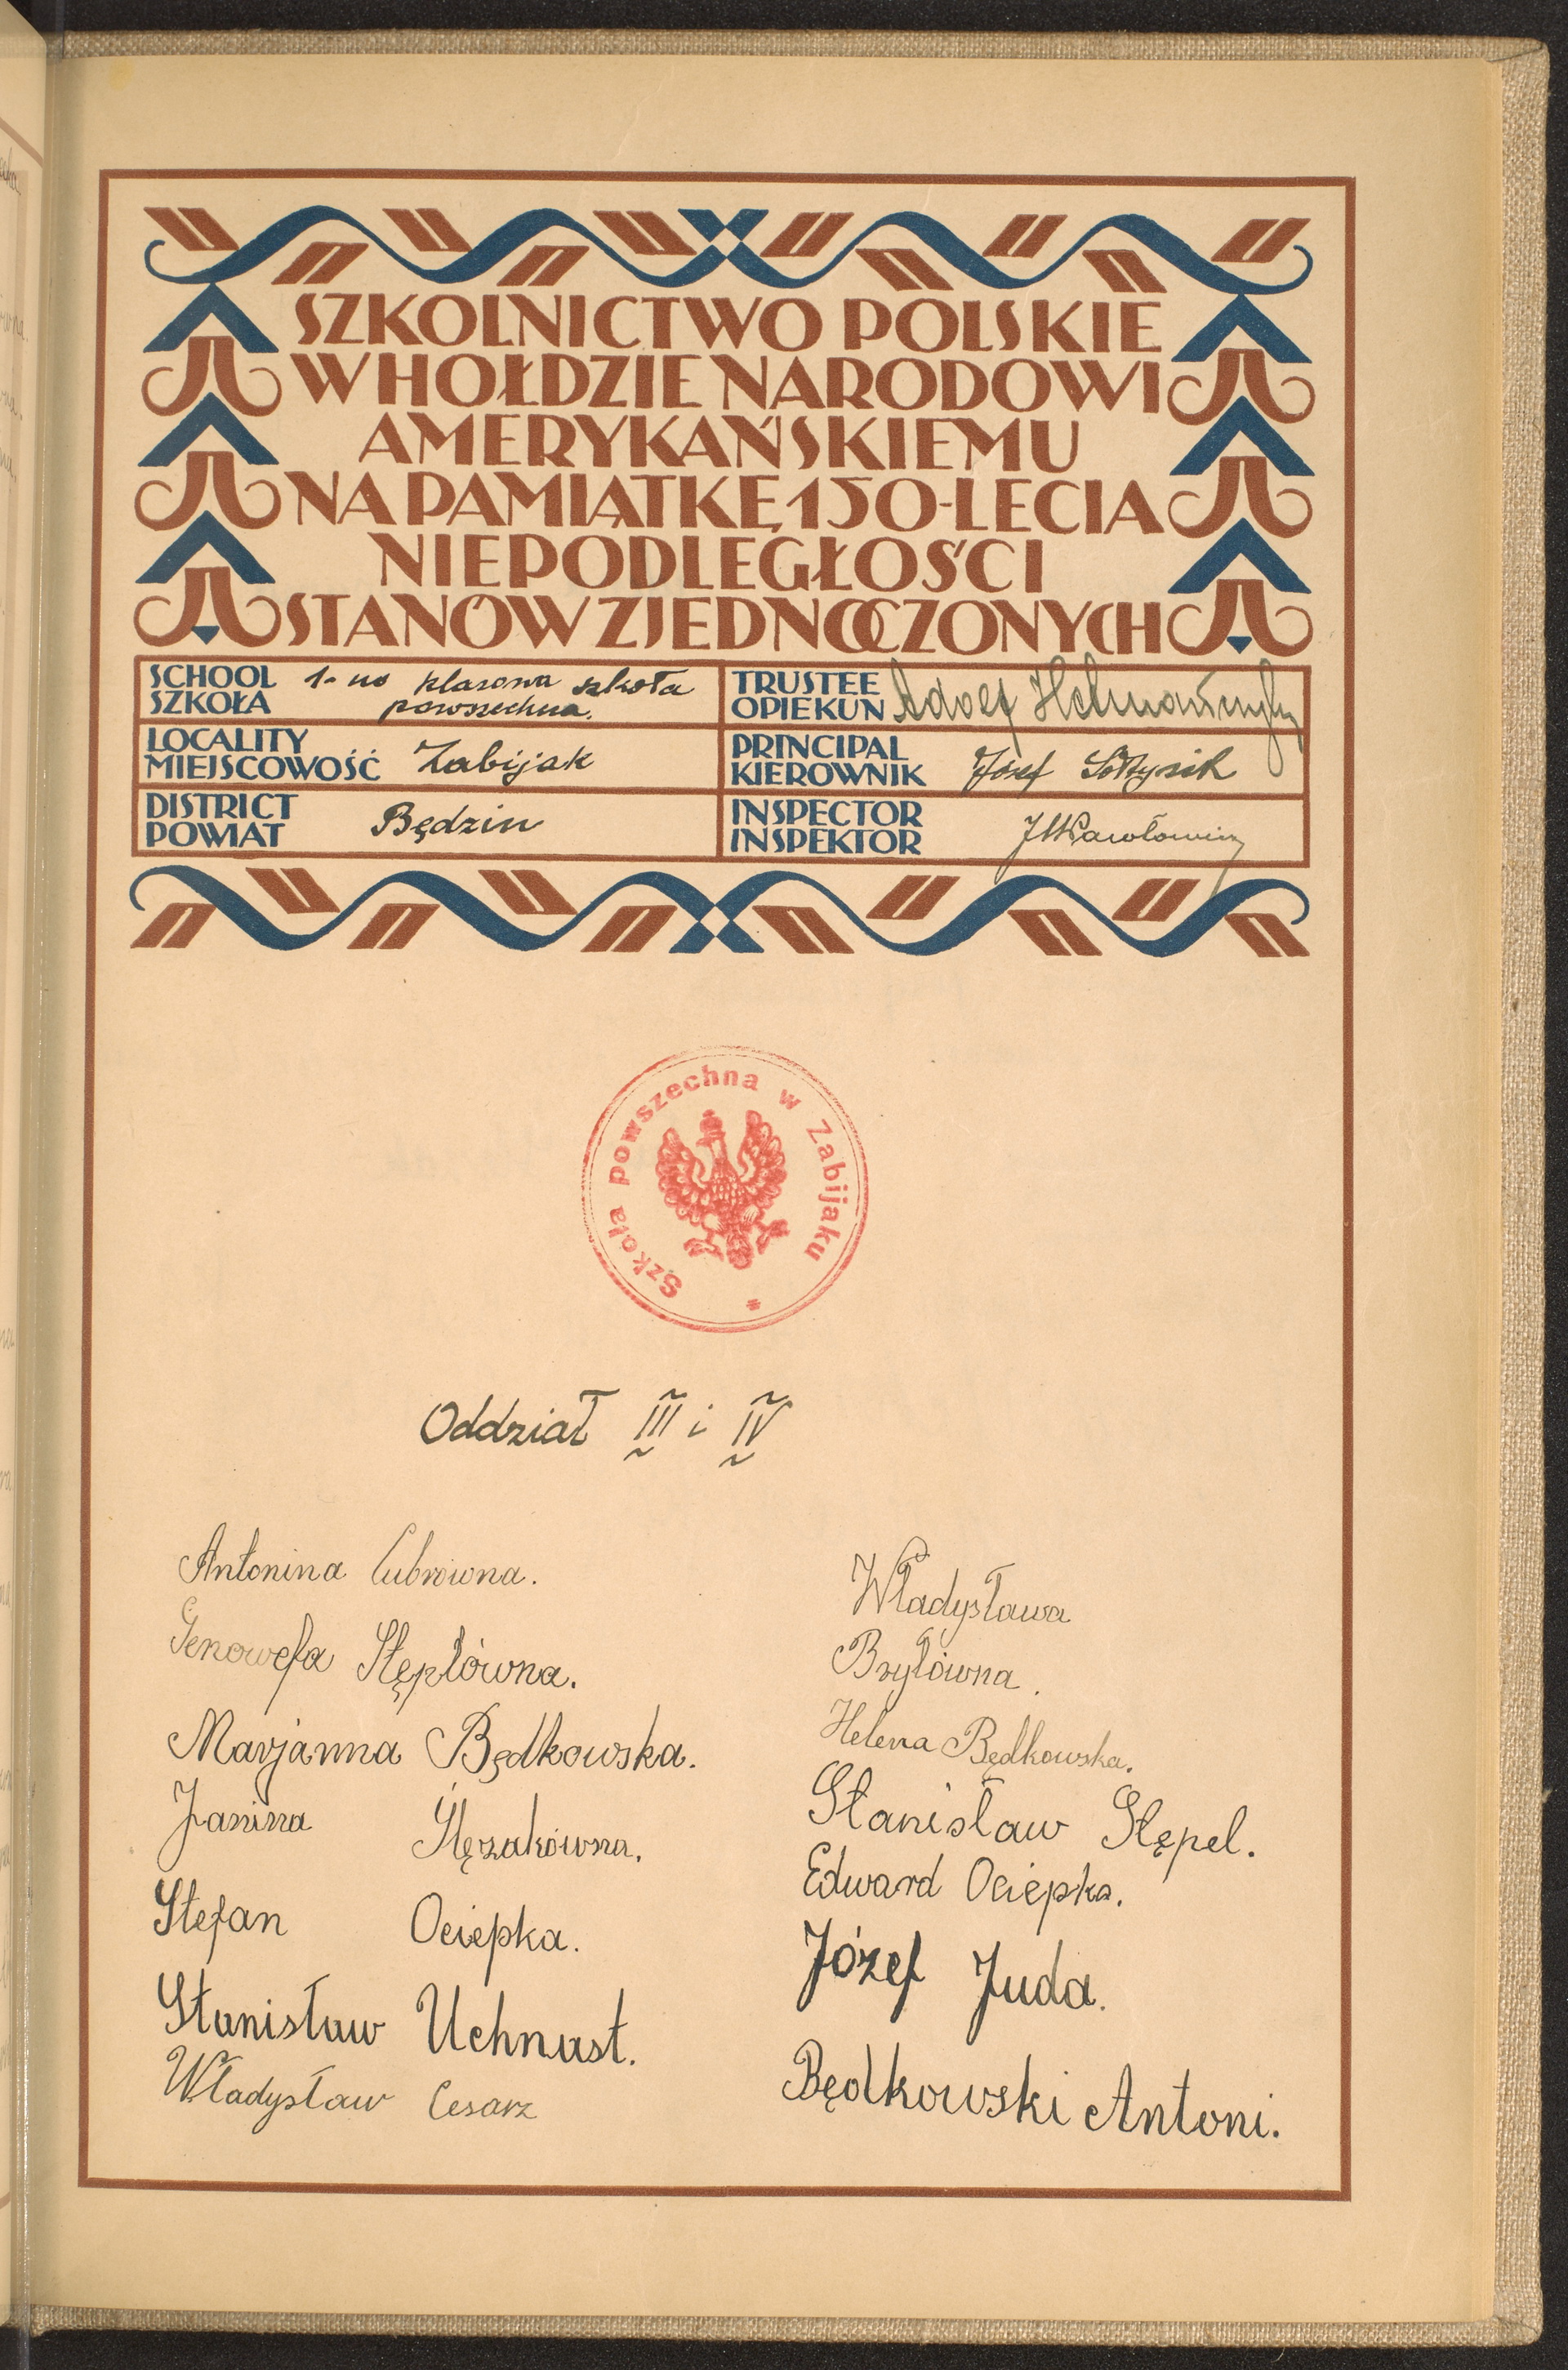 SZKOLNICTWO POLSKIE
W HOŁDZIE NARODOWI
AMERYKAŃSKIEMU
NA PAMIĄTKĘ 150-LECIA
NIEPODLEGŁOŚCI
STANÓW ZJEDNOCZONYCH
SCHOOL
SZKOŁA
1-no klasowa szkoła
powszechna.
TRUSTEE
OPIEKUN
Adolf
LOCALITY
MIEJSCOWOŚĆ
Zabijak
PRINCIPAL
KIEROWNIK
Józef Sołtysik
DISTRICT
POWIAT
Będzin
INSPECTOR
INSPEKTOR
Szkoła powszechna w Zabijaku *
Oddział III i IV
Antonina Cubrówna.
Genowefa Stęplówna.
Marjanna Będkowska.
Janina Ślęzakówna.
Stefan Ociepka.
Stanisław Uchnast.
Władysław Cesarz
Władysława
Bryłówna.
Helena Będkowska.
Stanisław Stępel.
Edward Ociepka.
Józef Juda.
Będkowski Antoni.